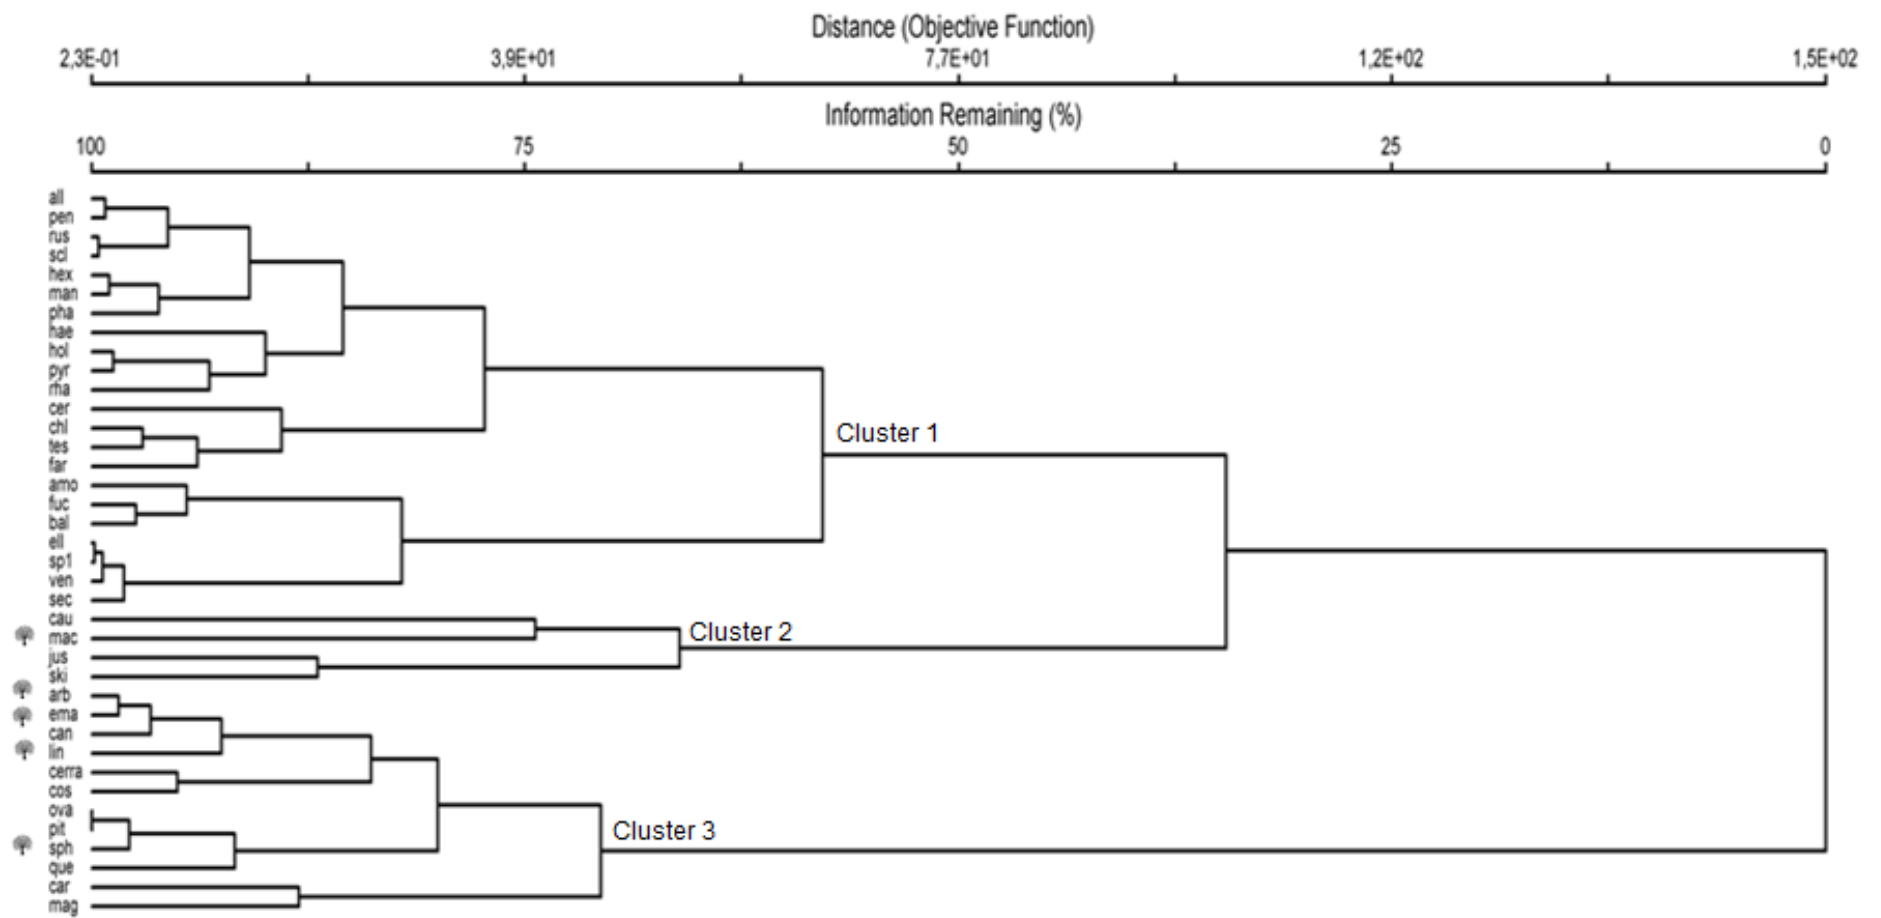 Distance (Objective Function)
2,3E-01 3,9E+01 7,7E+01 1,2E+02 1,5E+02
Information Remaining (%)
100 75 50 25 0
all
pen
rus
scl
hex
man
pha
hae
hol
pyr
rha
cer
chl
tes
far
Cluster 1
amo
fuc
bal
ell
sp1
ven
sec
cau
mac
Cluster 2
jus
ski
arb
ema
can
lin
cerra
cos
ova
pit
Cluster 3
sph
que
car
mag